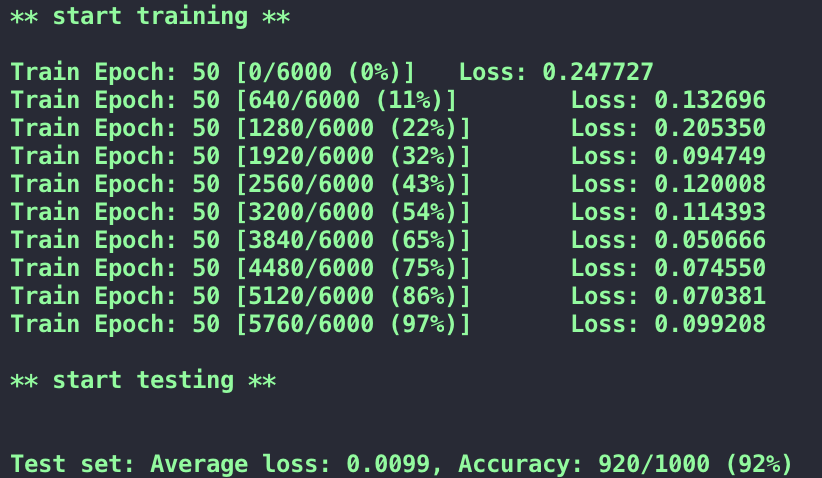 ** start training **
Train Epoch: 50 [0/6000 (0%)]	Loss: 0.247727
Train Epoch: 50 [640/6000 (11%)]	Loss: 0.132696
Train Epoch: 50 [1280/6000 (22%)]	Loss: 0.205350
Train Epoch: 50 [1920/6000 (32%)]	Loss: 0.094749
Train Epoch: 50 [2560/6000 (43%)]	Loss: 0.120008
Train Epoch: 50 [3200/6000 (54%)]	Loss: 0.114393
Train Epoch: 50 [3840/6000 (65%)]	Loss: 0.050666
Train Epoch: 50 [4480/6000 (75%)]	Loss: 0.074550
Train Epoch: 50 [5120/6000 (86%)]	Loss: 0.070381
Train Epoch: 50 [5760/6000 (97%)]	Loss: 0.099208
** start testing **
Test set: Average loss: 0.0099, Accuracy: 920/1000 (92%)